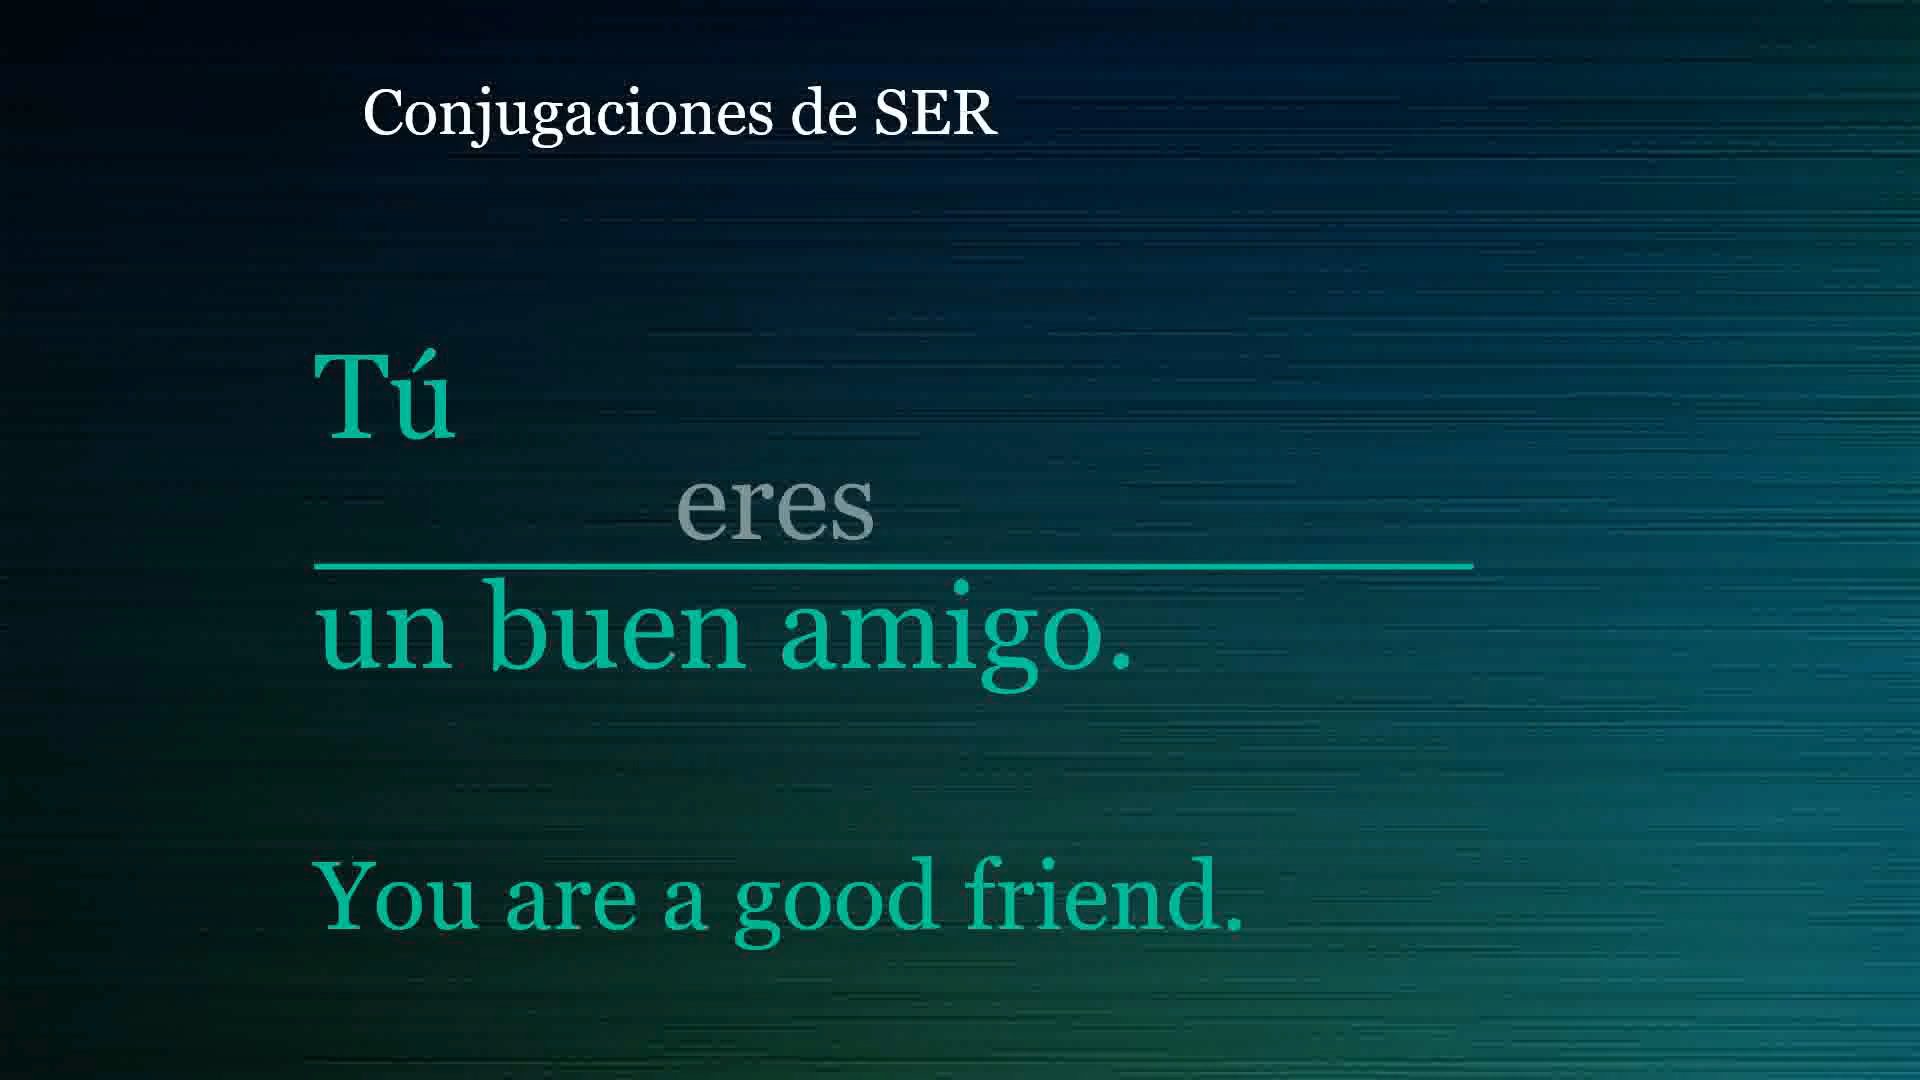 Conjugaciones de SER
Tú
eres
un buen amigo.
You are a good friend.